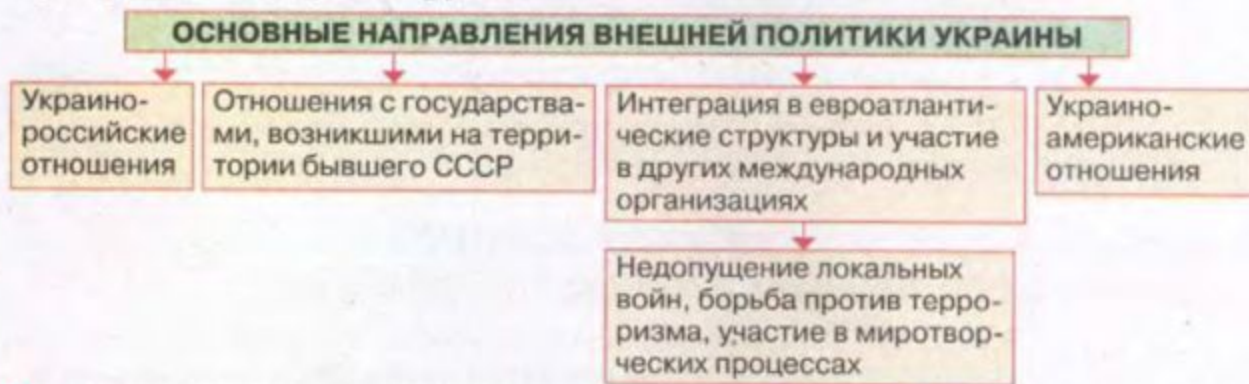 ОСНОВНЫЕ НАПРАВЛЕНИЯ ВНЕШНЕЙ ПОЛИТИКИ УКРАИНЫ
Украино-
российские
отношения
Отношения с государства-
ми, возникшими на терри-
тории бывшего СССР
Интеграция в евроатланти-
ческие структуры и участие
в других международных
организациях
Украино-
американские
отношения
Недопущение локальных
войн, борьба против терро-
ризма, участие в миротвор-
ческих процессах